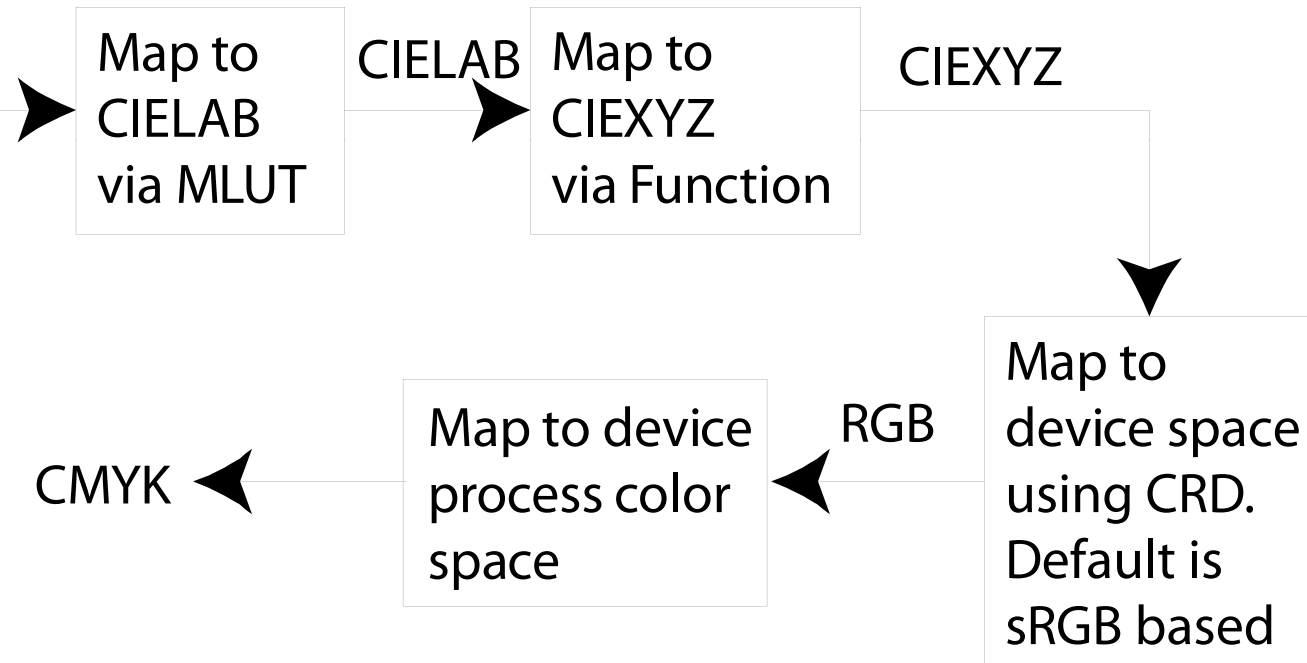 Map to
CIELAB
via MLUT
CIELAB
Map to
CIEXYZ
via Function
CIEXYZ
Map to
device space
using CRD.
Default is
sRGB based
RGB
Map to device
process color
space
CMYK